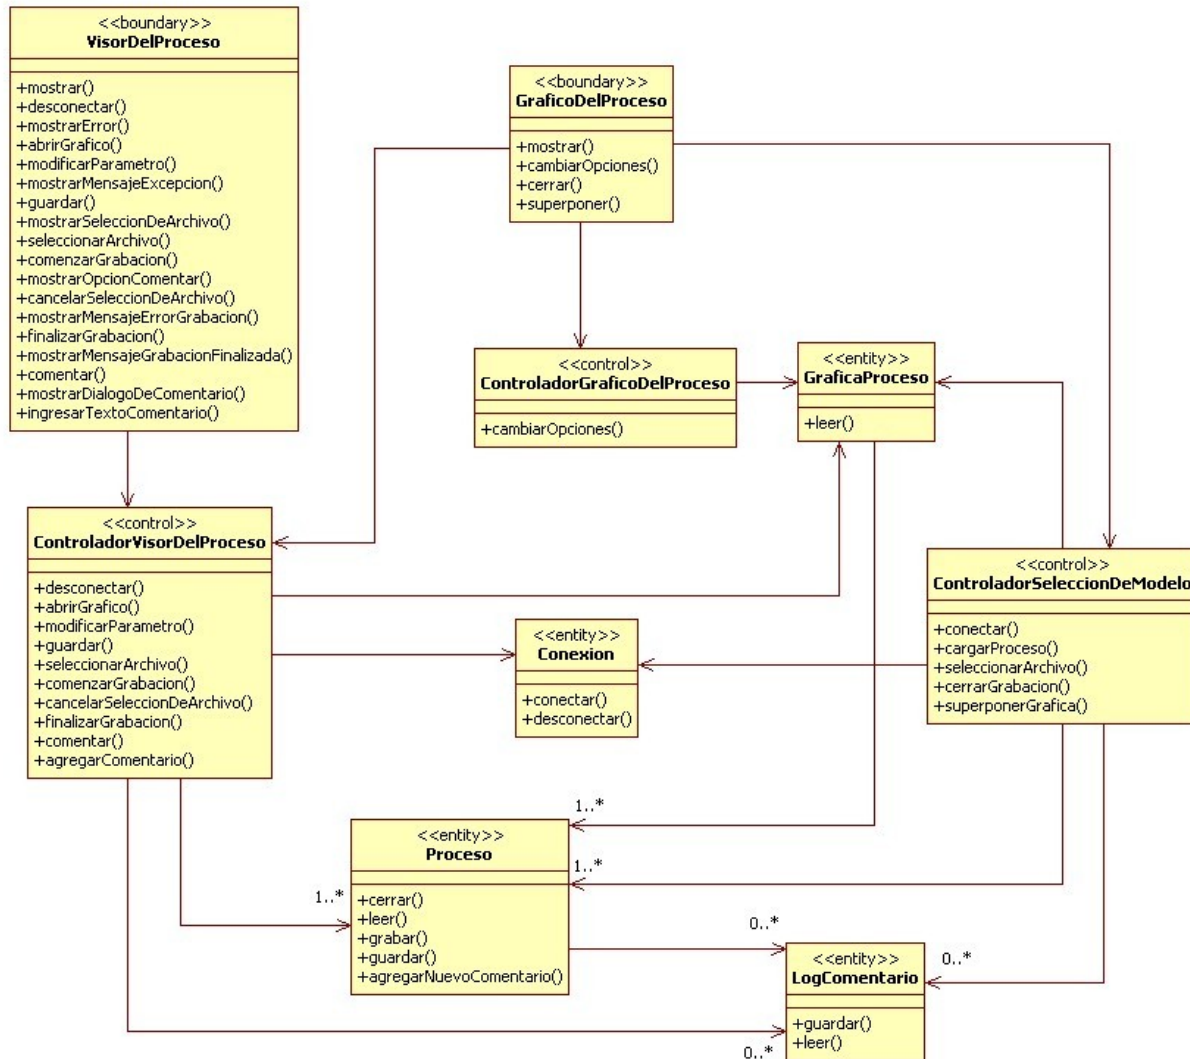 <<boundary>>
VisorDelProceso
+mostrar()
+desconectar()
+mostrarError()
+abrirGrafico()
+modificarParametro()
+mostrarMensajeExcepcion()
+guardar()
+mostrarSeleccionDeArchivo()
+seleccionarArchivo()
+comenzarGrabacion()
+mostrarOpcionComentar()
+cancelarSeleccionDeArchivo()
+mostrarMensajeErrorGrabacion()
+finalizarGrabacion()
+mostrarMensajeGrabacionFinalizada()
+comentar()
+mostrarDialogoDeComentario()
+ingresarTextoComentario()
<<boundary>>
GraficoDelProceso
+mostrar()
+cambiarOpciones()
+cerrar()
+superponer()
<<control>>
ControladorGraficoDelProceso
+cambiarOpciones()
<<entity>>
GraficaProceso
+leer()
<<control>>
ControladorVisorDelProceso
+desconectar()
+abrirGrafico()
+modificarParametro()
+guardar()
+seleccionarArchivo()
+comenzarGrabacion()
+cancelarSeleccionDeArchivo()
+finalizarGrabacion()
+comentar()
+agregarComentario()
<<entity>>
Conexion
+conectar()
+desconectar()
<<control>>
ControladorSeleccionDeModelo
+conectar()
+cargarProceso()
+seleccionarArchivo()
+cerrarGrabacion()
+superponerGrafica()
1..*
1..*
1..*
<<entity>>
Proceso
+cerrar()
+leer()
+grabar()
+guardar()
+agregarNuevoComentario()
0..*
0..*
0..*
<<entity>>
LogComentario
+guardar()
+leer()